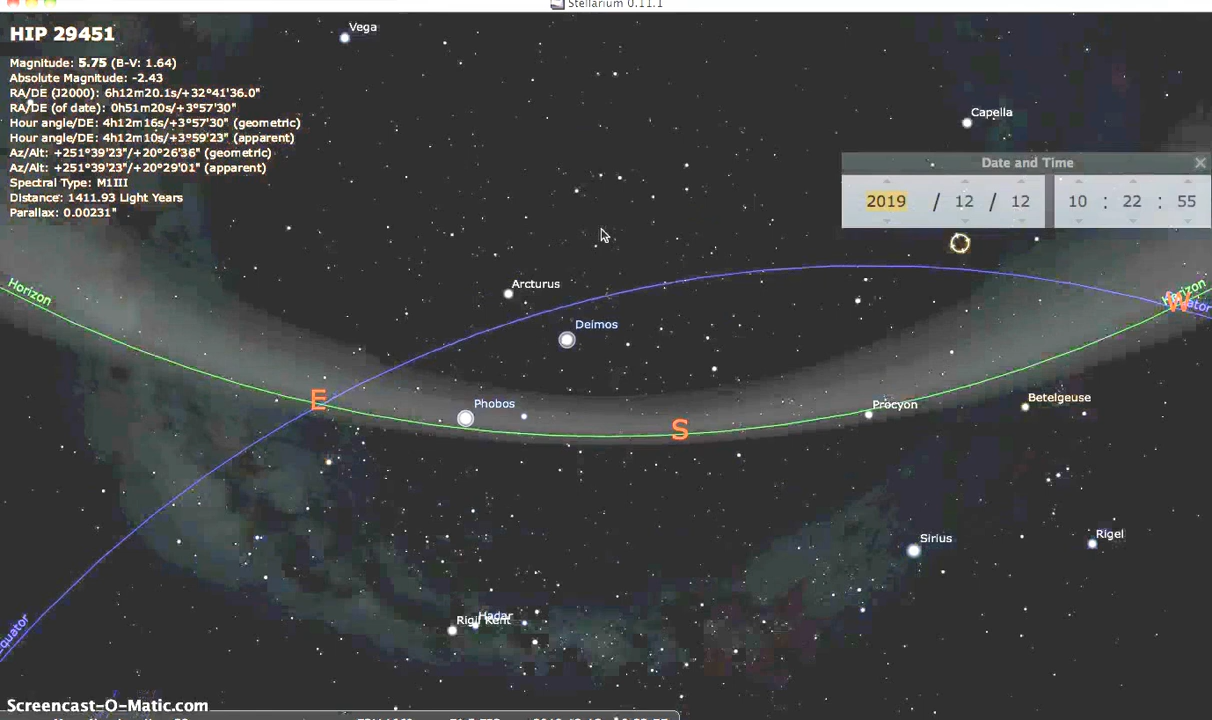 Stellarium 0.11.1
HIP 29451
Magnitude: 5.75 (B-V: 1.64)
Absolute Magnitude: -2.43
RA/DE (J2000): 6h12m20.1s/+32°41'36.0"
RA/DE (of date): 0h51m20s/+3°57'30"
Hour angle/DE: 4h12m16s/+3°57'30" (geometric)
Hour angle/DE: 4h12m10s/+3°59'23" (apparent)
Az/Alt: +251°39'23"/+20°26'36" (geometric)
Az/Alt: +251°39'23"/+20°29'01" (apparent)
Spectral Type: M1III
Distance: 1411.93 Light Years
Parallax: 0.00231"
Vega
Capella
Date and Time
2019 / 12 / 12 10 : 22 : 55
Horizon
Arcturus
Horizon
W
Deimos
E
Phobos
S
Procyon
Betelgeuse
Sirius
Rigel
Hadar
Rigil Kent
Screencast-O-Matic.com